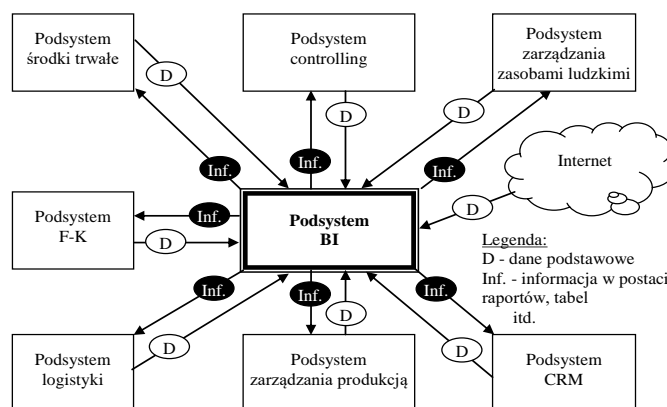 Podsystem
środki trwałe
Podsystem
controlling
Podsystem
zarządzania
zasobami ludzkimi
D
D
D
Inf.
Inf.
Inf.
Internet
Podsystem
F-K
Inf.
D
Podsystem
BI
D
Legenda:
D - dane podstawowe
Inf. - informacja w postaci
raportów, tabel
itd.
Inf.
Inf.
Inf.
D
D
D
Podsystem
logistyki
Podsystem
zarządzania produkcją
Podsystem
CRM